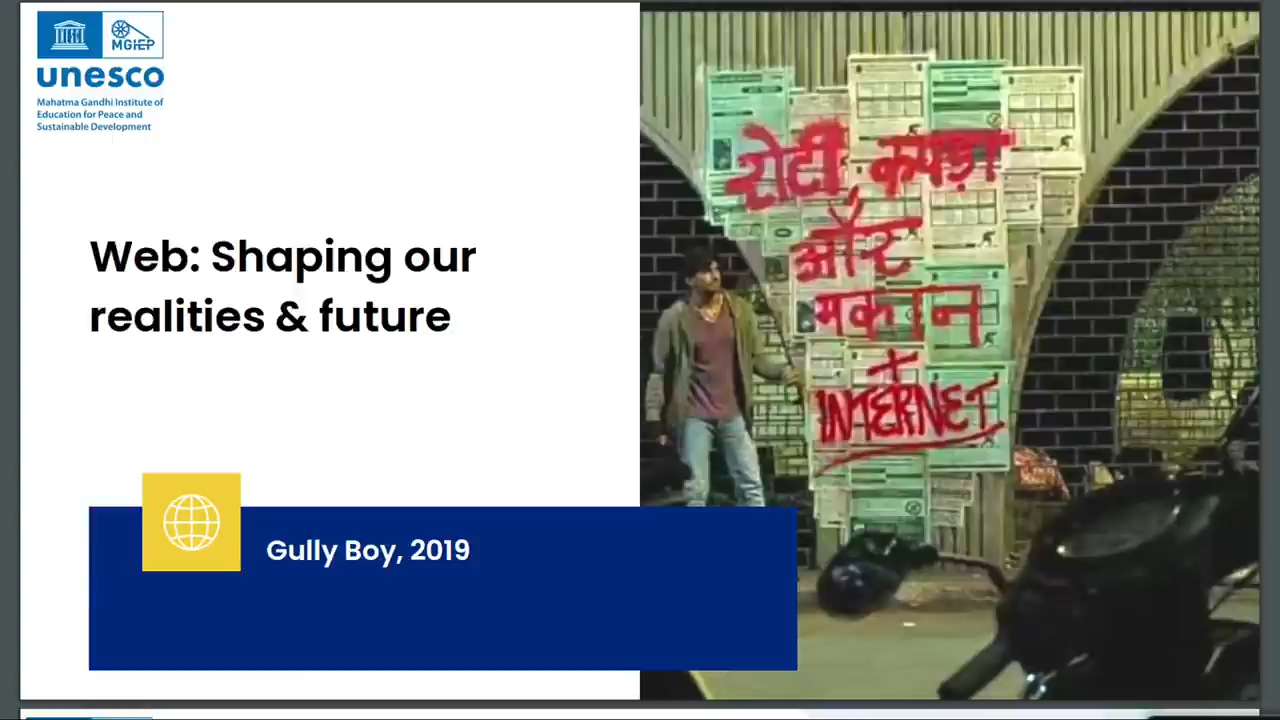 MGIEP
unesco
Mahatma Gandhi Institute of
Education for Peace and
Sustainable Development
Web: Shaping our
realities & future
Gully Boy, 2019
रोटी कपड़ा
और
मकान
+
INTERNET